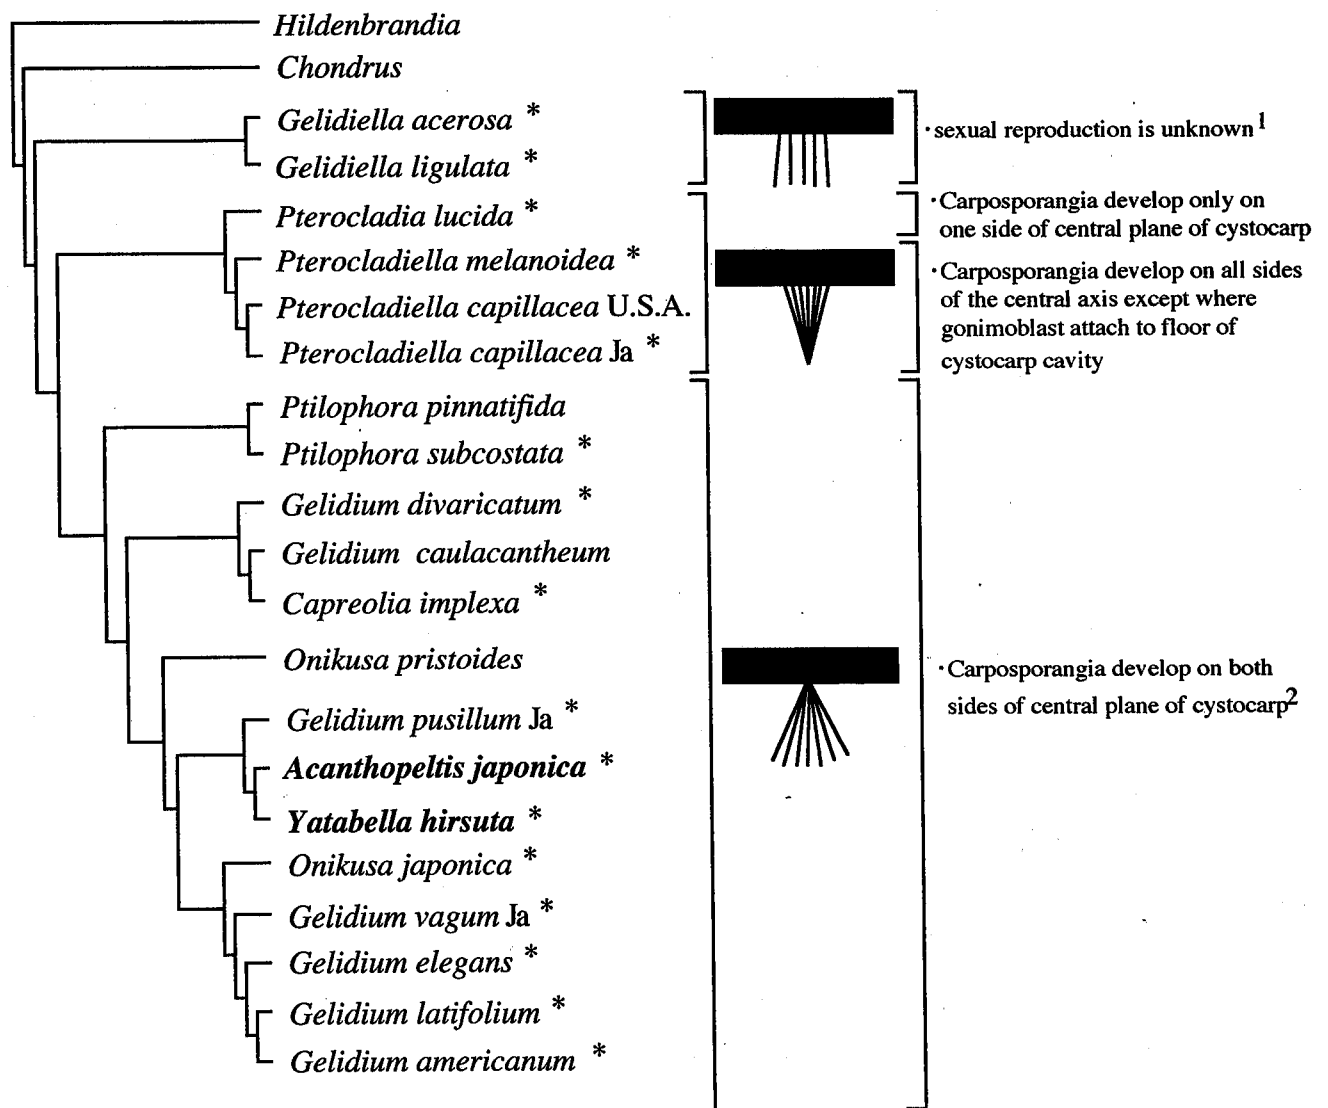 Hildenbrandia
Chondrus
Gelidiella acerosa *
Gelidiella ligulata *
Pterocladia lucida *
Pterocladiella melanoidea *
Pterocladiella capillacea U.S.A.
Pterocladiella capillacea Ja *
Ptilophora pinnatifida
Ptilophora subcostata *
Gelidium divaricatum *
Gelidium caulacantheum
Capreolia implexa *
Onikusa pristoides
Gelidium pusillum Ja *
Acanthopeltis japonica *
Yatabella hirsuta *
Onikusa japonica *
Gelidium vagum Ja *
Gelidium elegans *
Gelidium latifolium *
Gelidium americanum *
·sexual reproduction is unknown1
·Carposporangia develop only on
one side of central plane of cystocarp
·Carposporangia develop on all sides
of the central axis except where
gonimoblast attach to floor of
cystocarp cavity
·Carposporangia develop on both
sides of central plane of cystocarp2